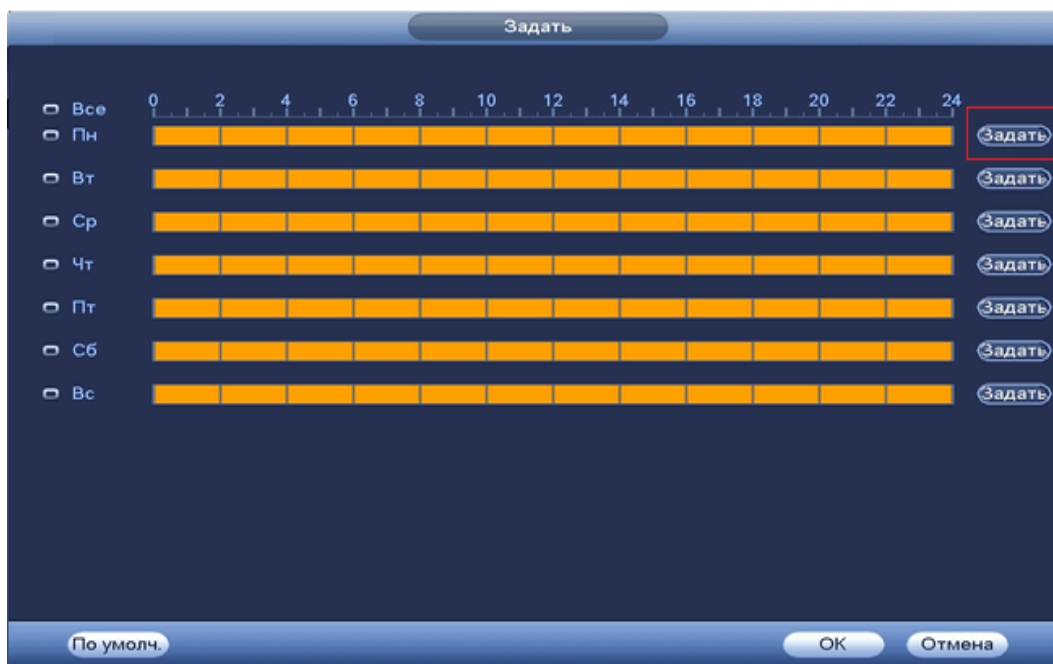 Задать
Все 0 2 4 6 8 10 12 14 16 18 20 22 24
Пн Задать
Вт Задать
Ср Задать
Чт Задать
Пт Задать
Сб Задать
Вс Задать
По умолч. OK Отмена